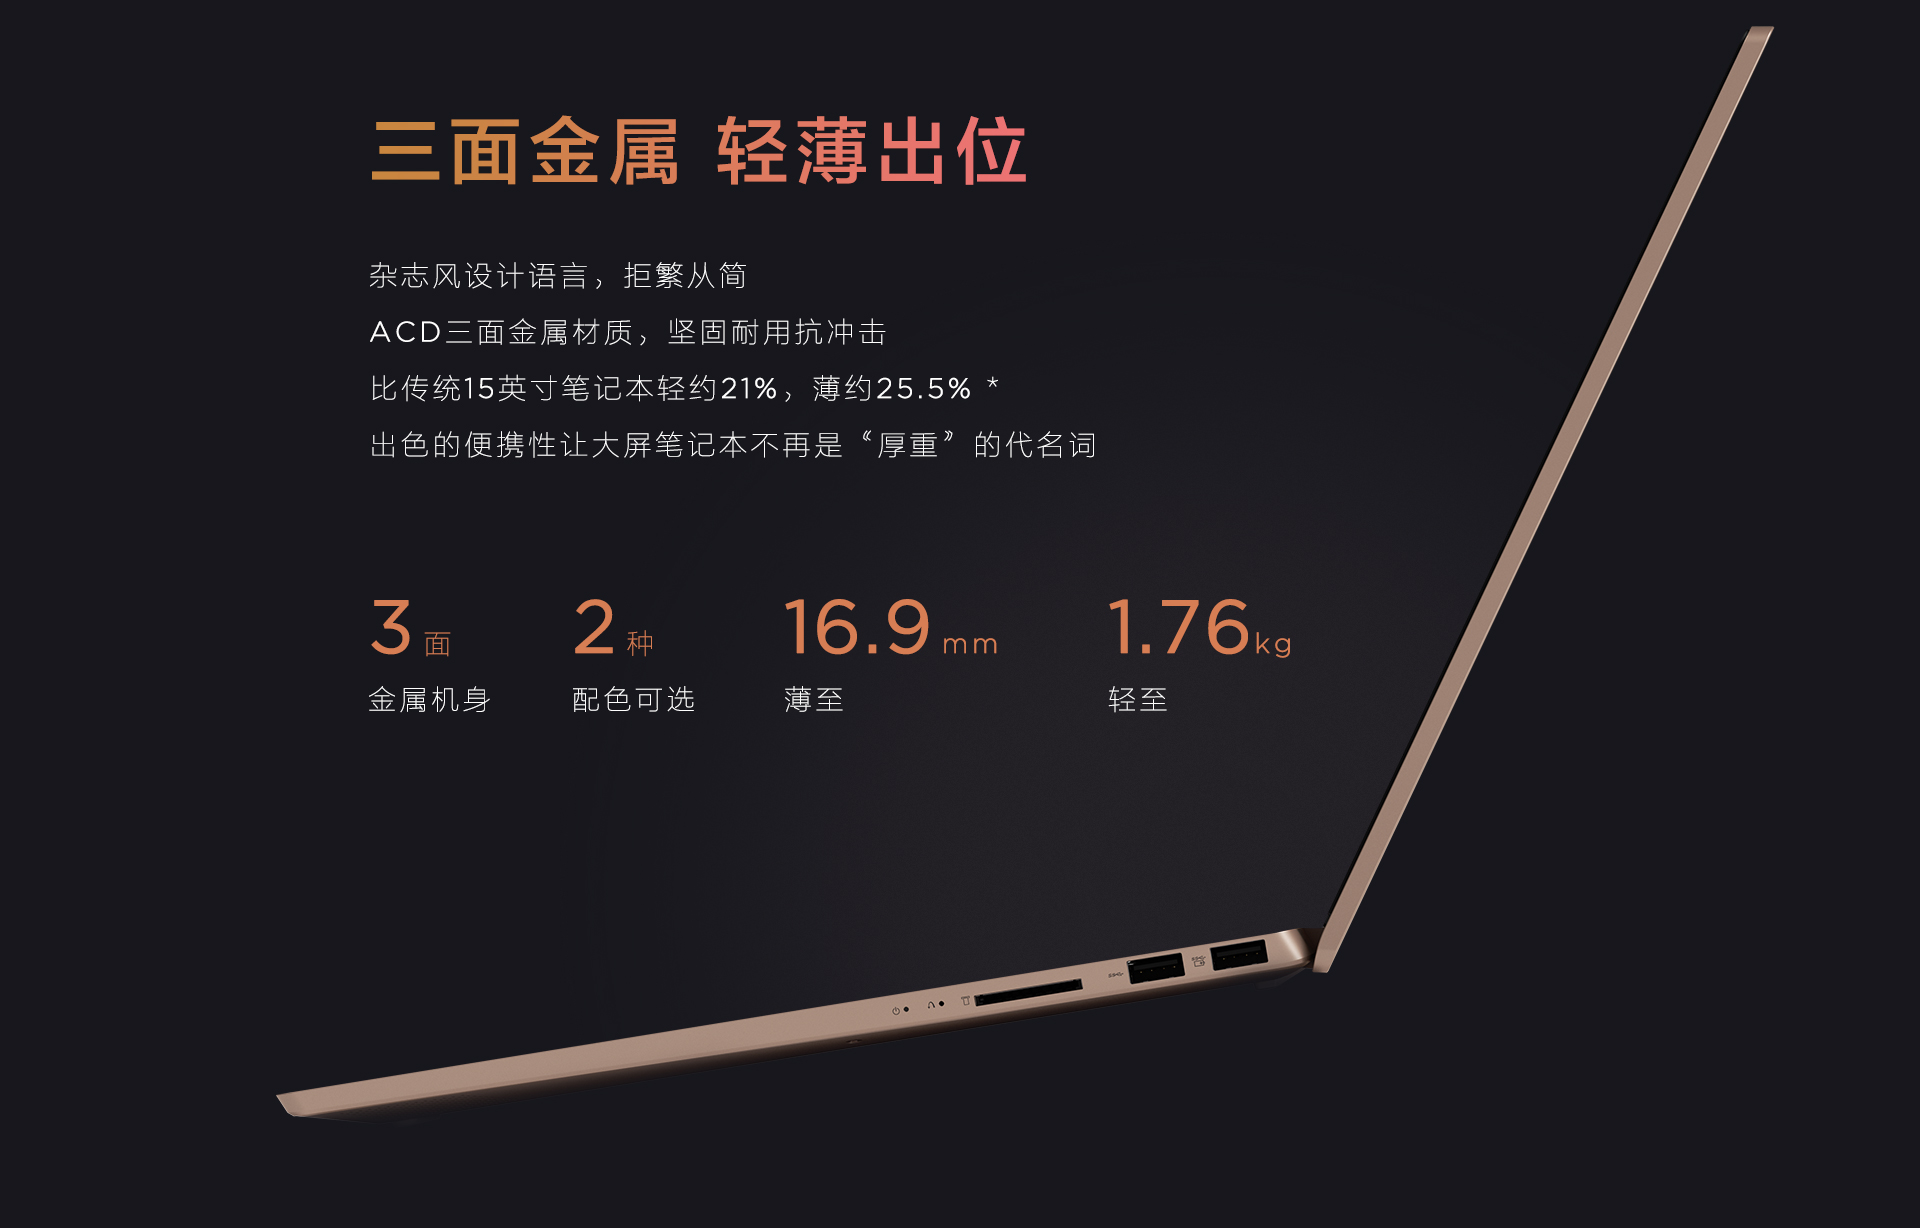 三面金属 轻薄出位
杂志风设计语言，拒繁从简
ACD三面金属材质，坚固耐用抗冲击
比传统15英寸笔记本轻约21%，薄约25.5% *
出色的便携性让大屏笔记本不再是“厚重”的代名词
3 面
金属机身
2 种
配色可选
16.9 mm
薄至
1.76kg
轻至